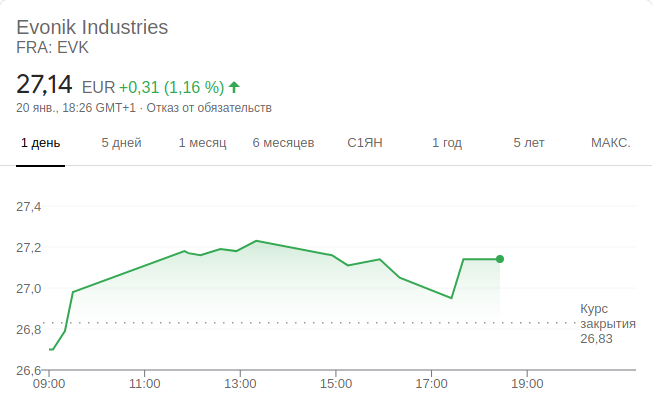 Evonik Industries
FRA: EVK
27,14 EUR +0,31 (1,16 %)
20 янв., 18:26 GMT+1 · Отказ от обязательств
1 день 5 дней 1 месяц 6 месяцев С1ЯН 1 год 5 лет МАКС.
27,4
27,2
27,0
26,8
26,6
Курс
закрытия
26,83
09:00 11:00 13:00 15:00 17:00 19:00